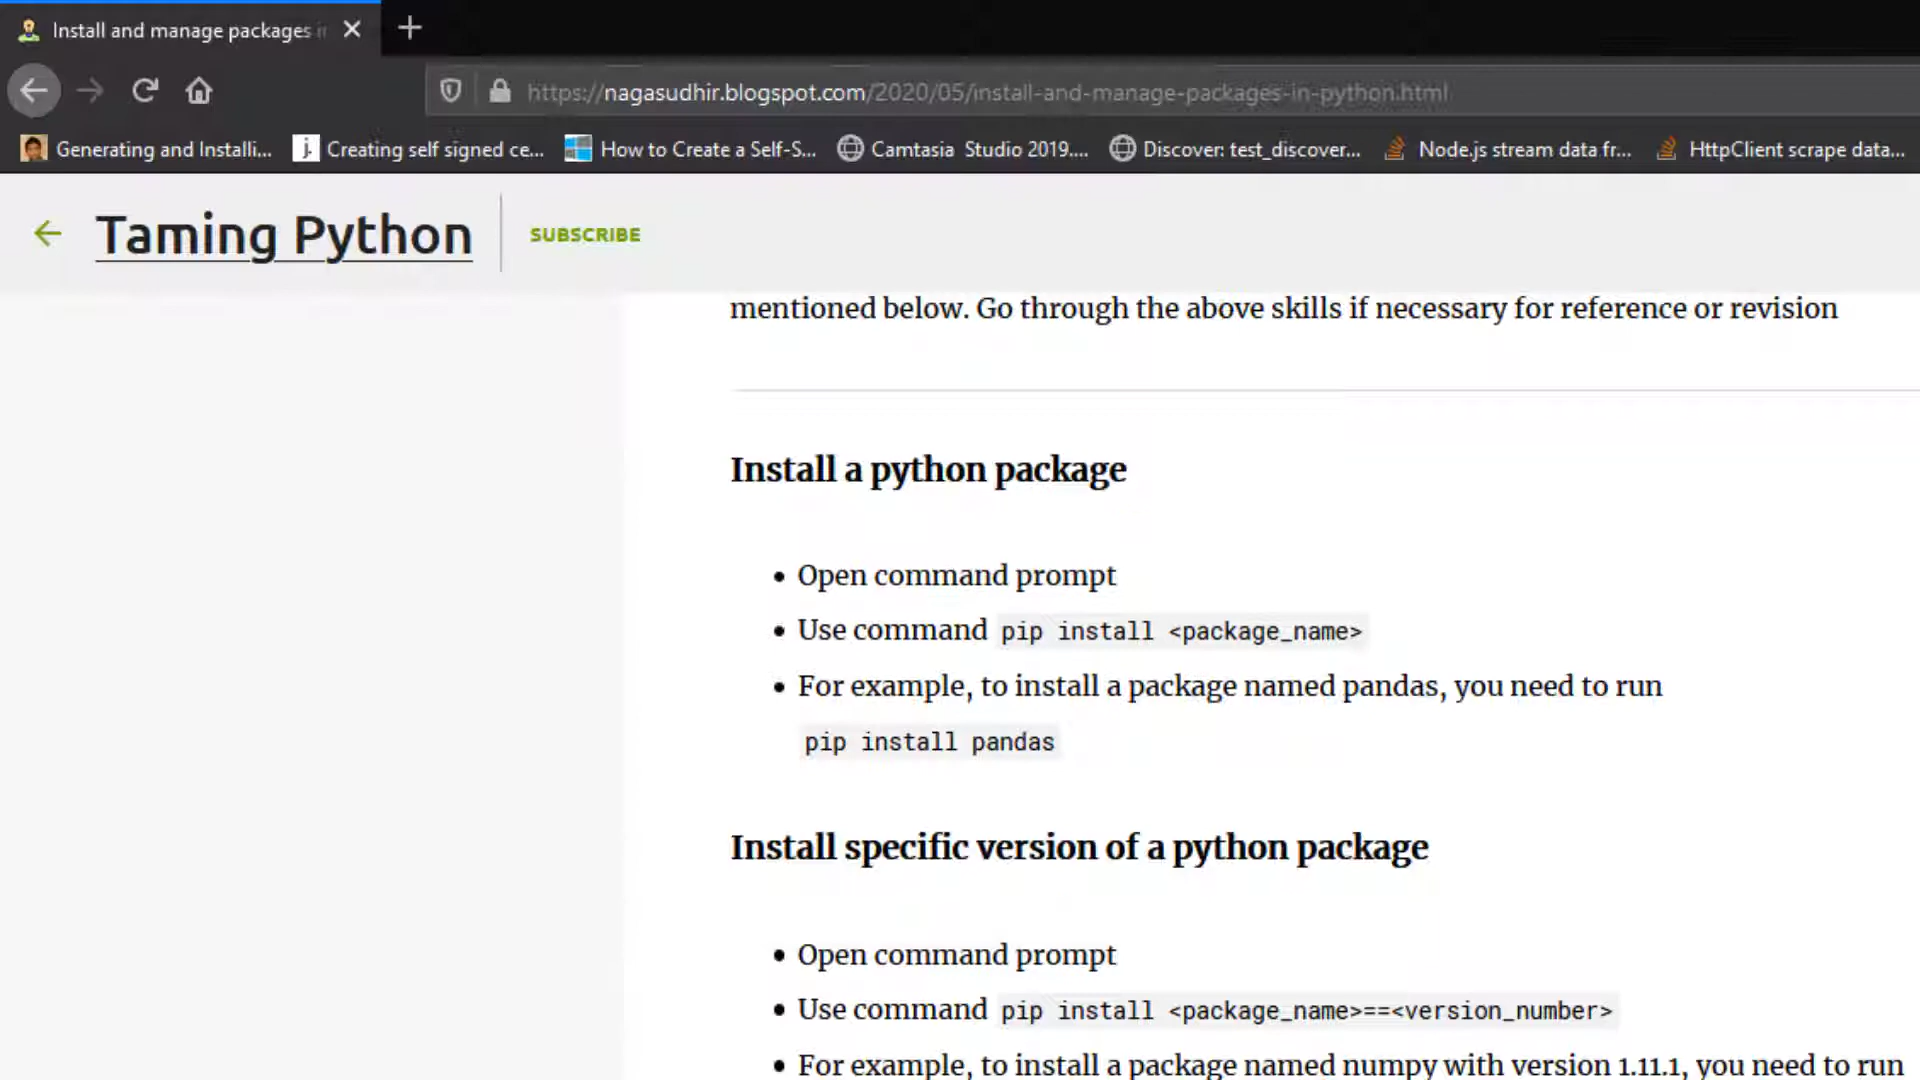 Install and manage packages i
https://nagasudhir.blogspot.com/2020/05/install-and-manage-packages-in-python.html
Generating and Installi... j. Creating self signed ce... How to Create a Self-S... Camtasia Studio 2019.... Discover: test_discover... Node.js stream data fr... HttpClient scrape data...
Taming Python SUBSCRIBE
mentioned below. Go through the above skills if necessary for reference or revision
Install a python package
• Open command prompt
• Use command pip install <package_name>
• For example, to install a package named pandas, you need to run
pip install pandas
Install specific version of a python package
• Open command prompt
• Use command pip install <package_name>==<version_number>
• For example, to install a package named numpy with version 1.11.1, you need to run